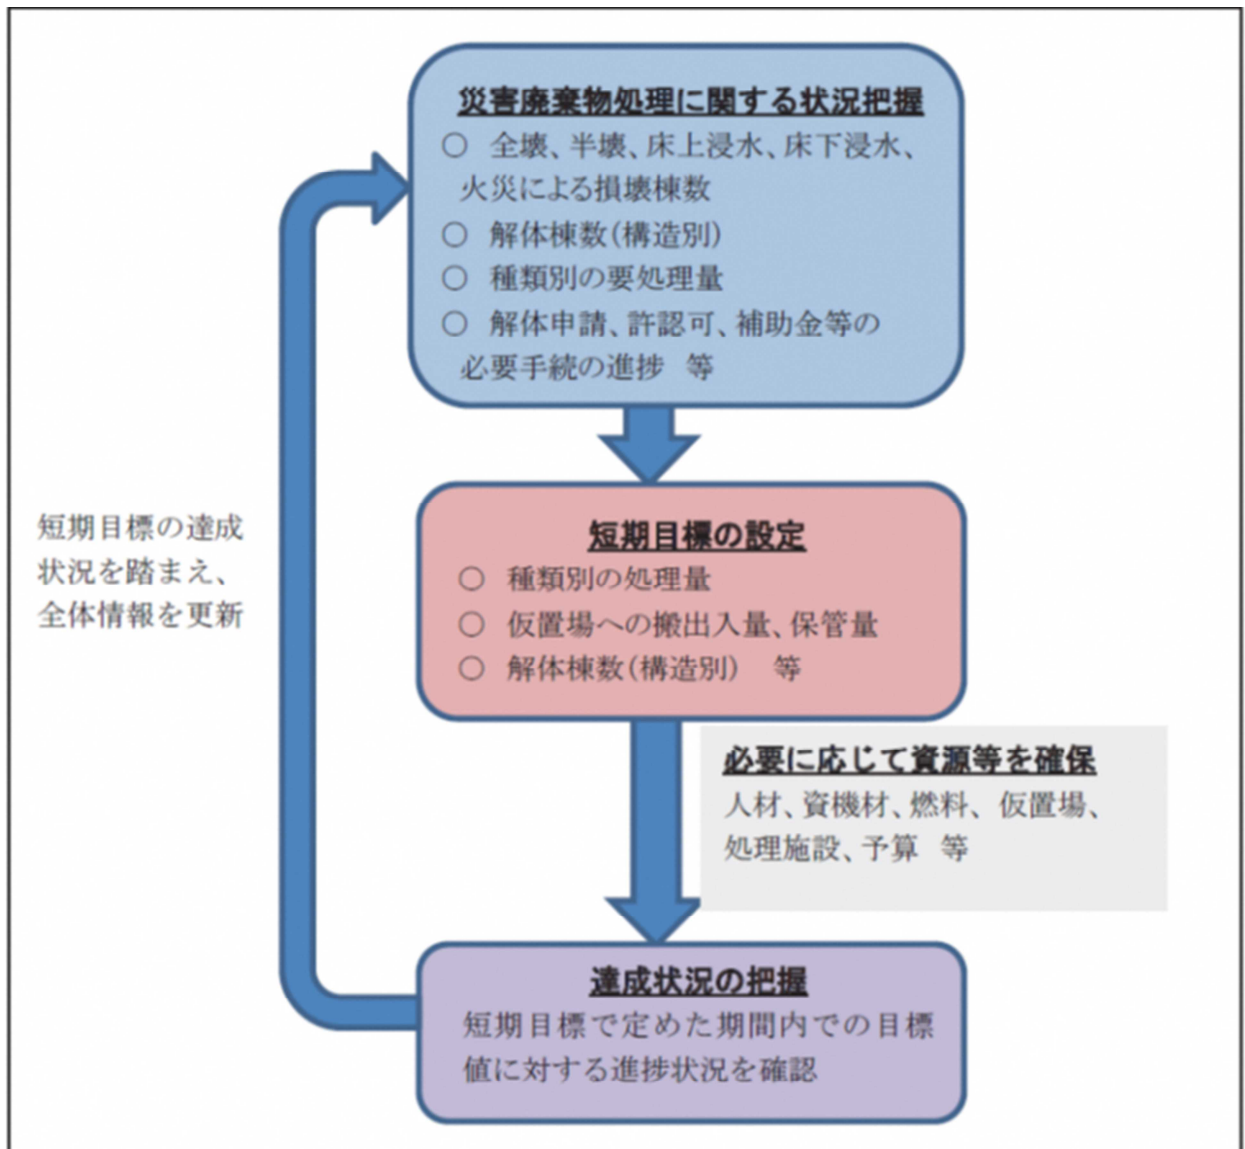 災害廃棄物処理に関する状況把握
○ 全壊、半壊、床上浸水、床下浸水、
火災による損壊棟数
○ 解体棟数(構造別)
○ 種類別の要処理量
○ 解体申請、許認可、補助金等の
必要手続の進捗 等
短期目標の達成
状況を踏まえ、
全体情報を更新
短期目標の設定
○ 種類別の処理量
○ 仮置場への搬出入量、保管量
○ 解体棟数(構造別) 等
必要に応じて資源等を確保
人材、資機材、燃料、仮置場、
処理施設、予算 等
達成状況の把握
短期目標で定めた期間内での目標
値に対する進捗状況を確認